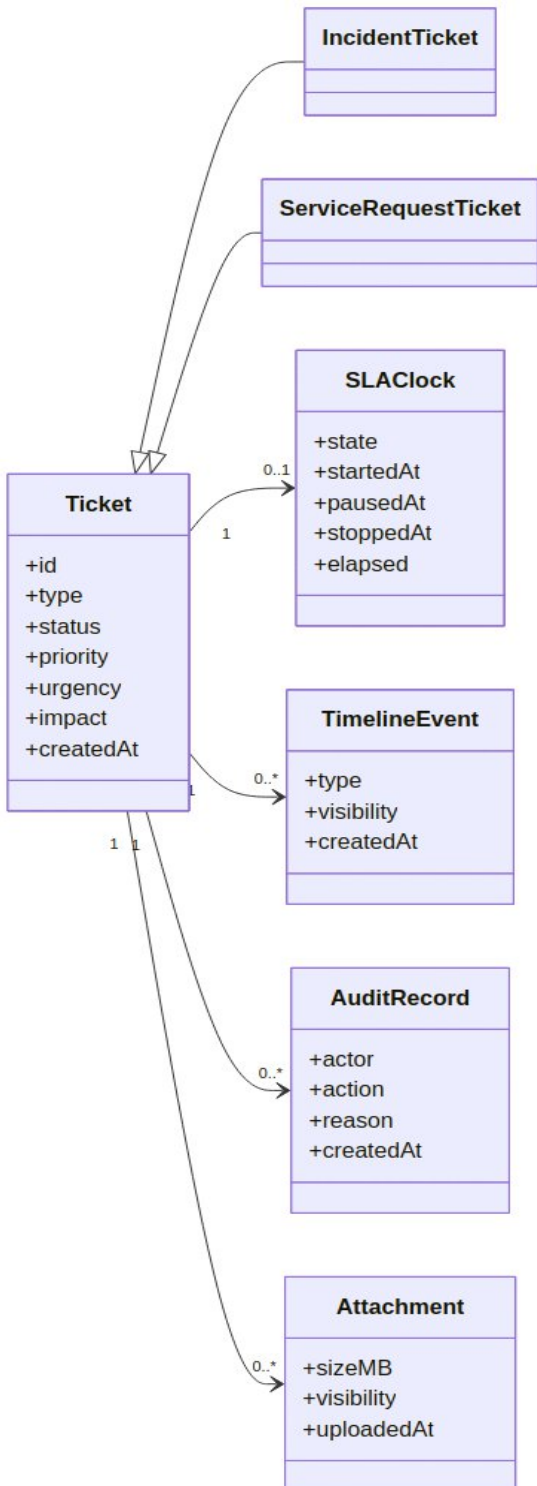 IncidentTicket
ServiceRequestTicket
SLAClock
+state
+startedAt
+pausedAt
+stoppedAt
+elapsed
0..1
1
Ticket
+id
+type
+status
+priority
+urgency
+impact
+createdAt
TimelineEvent
+type
+visibility
+createdAt
0..*
1
1
1
AuditRecord
+actor
+action
+reason
+createdAt
0..*
Attachment
+sizeMB
+visibility
+uploadedAt
0..*